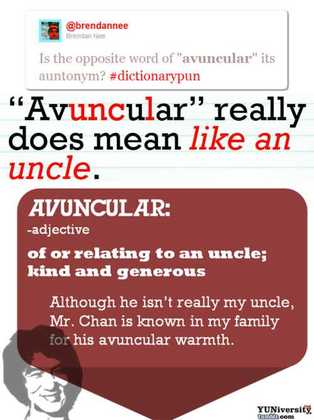 @brendannee
Brendan Nee
Is the opposite word of "avuncular" its
auntonym? #dictionarypun
“Avuncular” really
does mean like an
uncle.
AVUNCULAR:
-adjective
of or relating to an uncle;
kind and generous
Although he isn't really my uncle,
Mr. Chan is known in my family
for his avuncular warmth.
YUNiversity
tumblr.com